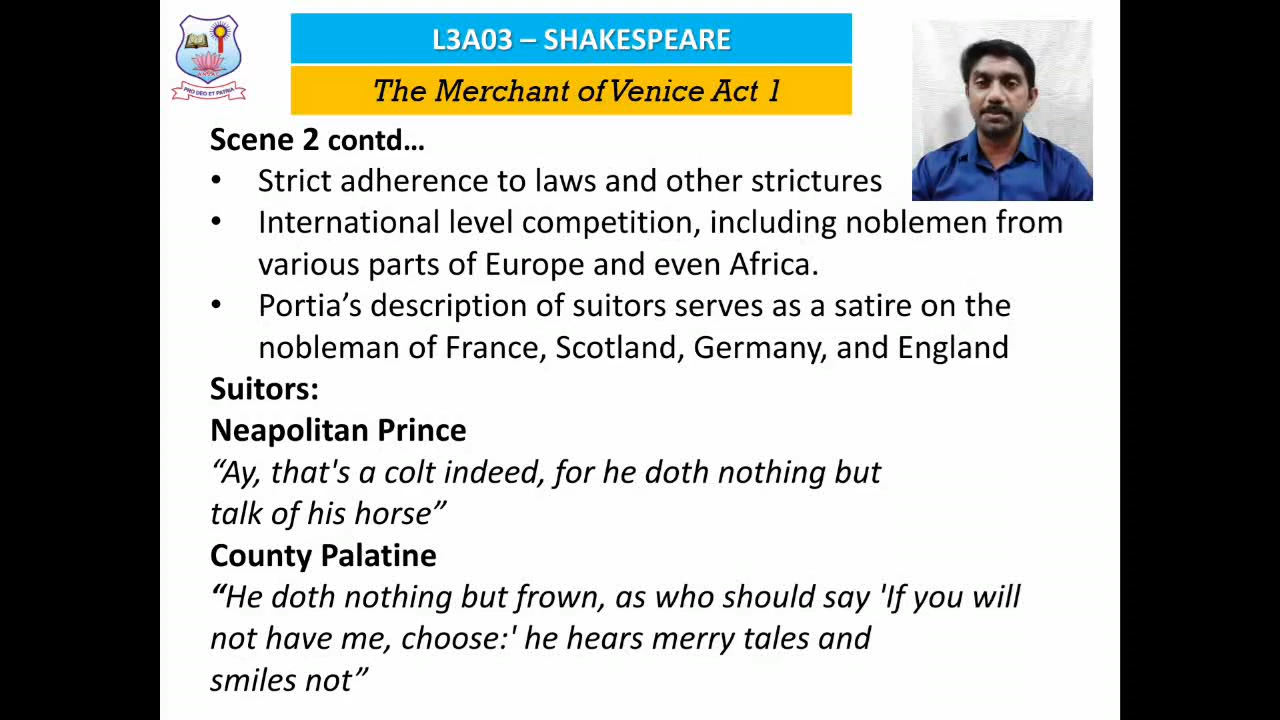 L3A03 – SHAKESPEARE
The Merchant of Venice Act 1
PRO DEO ET PATRIA
Scene 2 contd…
• Strict adherence to laws and other strictures
• International level competition, including noblemen from
various parts of Europe and even Africa.
• Portia’s description of suitors serves as a satire on the
nobleman of France, Scotland, Germany, and England
Suitors:
Neapolitan Prince
“Ay, that's a colt indeed, for he doth nothing but
talk of his horse”
County Palatine
“He doth nothing but frown, as who should say 'If you will
not have me, choose:' he hears merry tales and
smiles not”